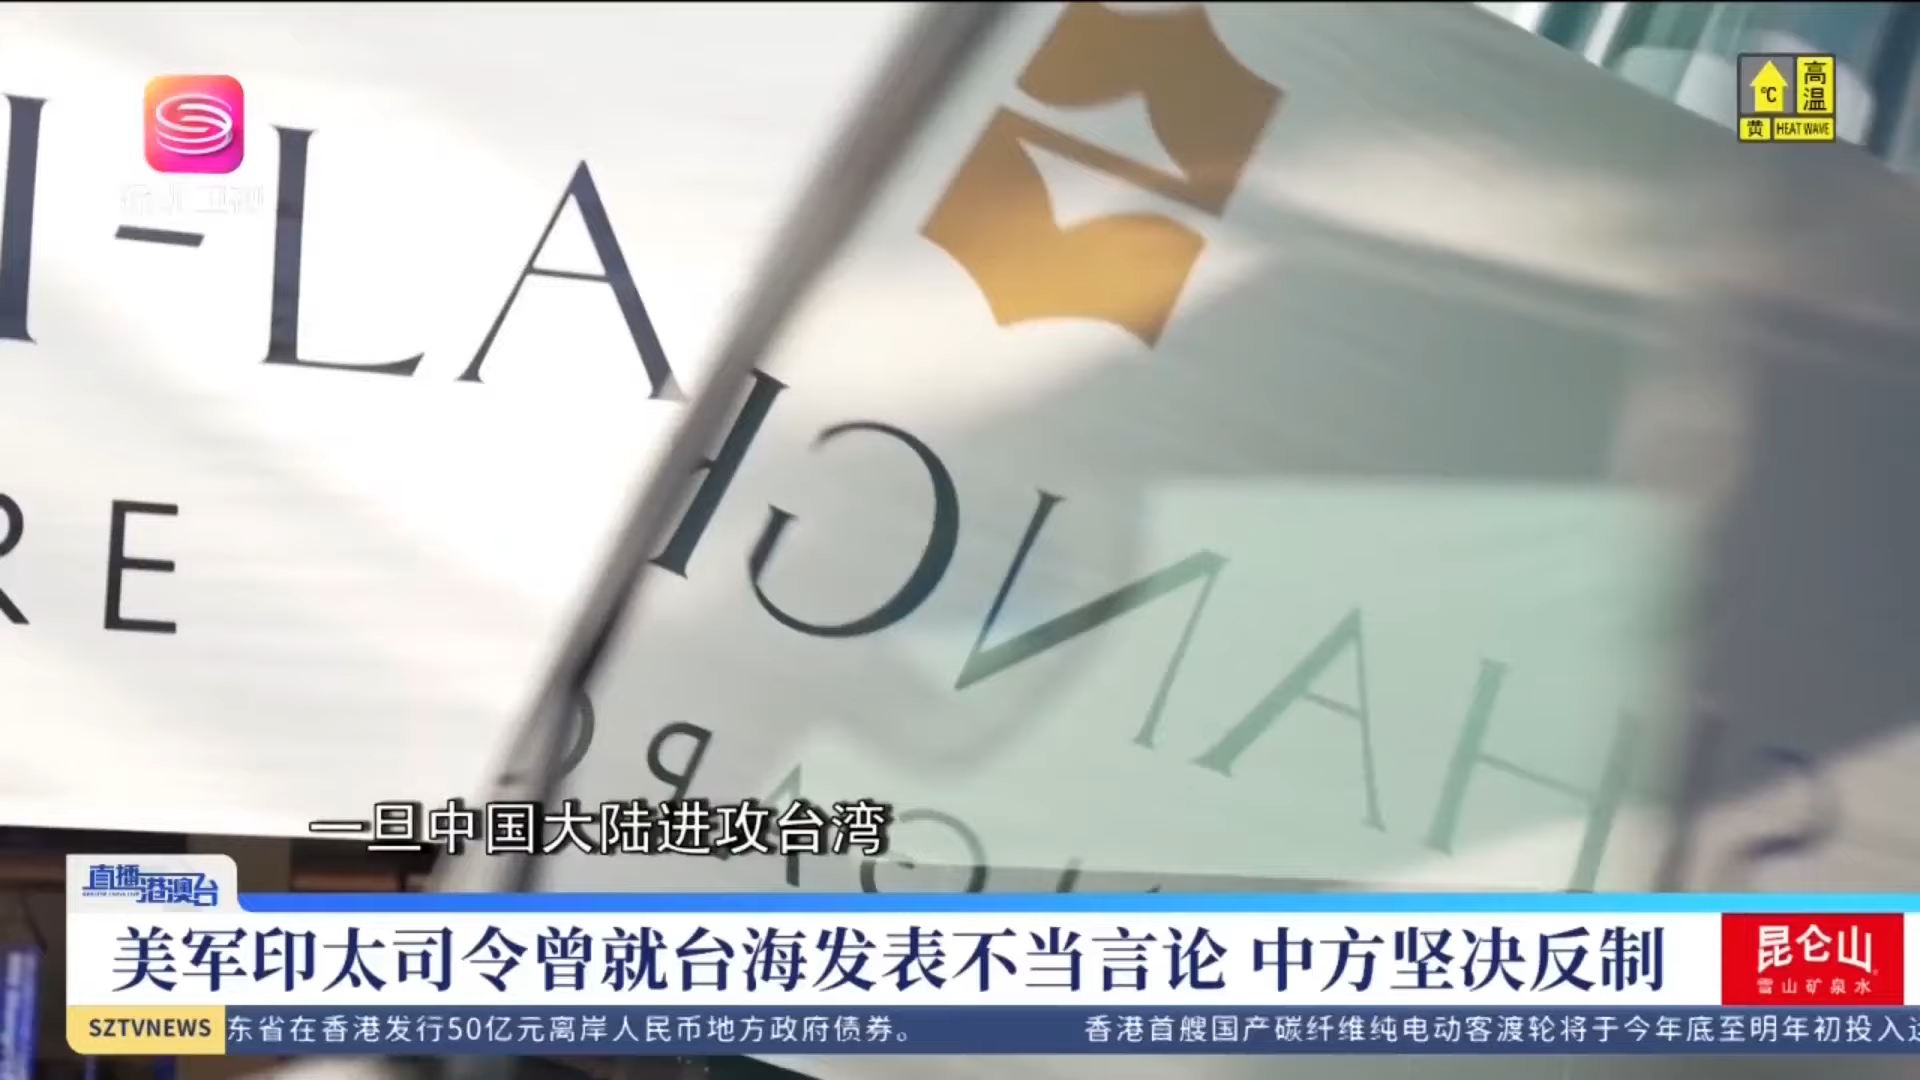 高温
℃
黄
HEAT WAVE
I-LA
RE
HANGH
一旦中国大陆进攻台湾
直播港澳台
美军印太司令曾就台海发表不当言论 中方坚决反制
昆仑山
雪山矿泉水
SZTVNEWS
东省在香港发行50亿元离岸人民币地方政府债券。
香港首艘国产碳纤维纯电动客渡轮将于今年底至明年初投入